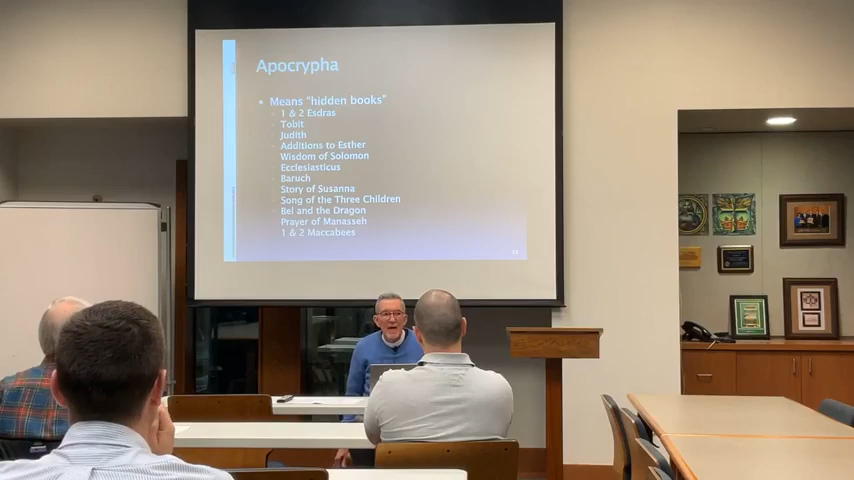 Apocrypha
• Means "hidden books"
- 1 & 2 Esdras
- Tobit
- Judith
- Additions to Esther
- Wisdom of Solomon
- Ecclesiasticus
- Baruch
- Story of Susanna
- Song of the Three Children
- Bel and the Dragon
- Prayer of Manasseh
- 1 & 2 Maccabees